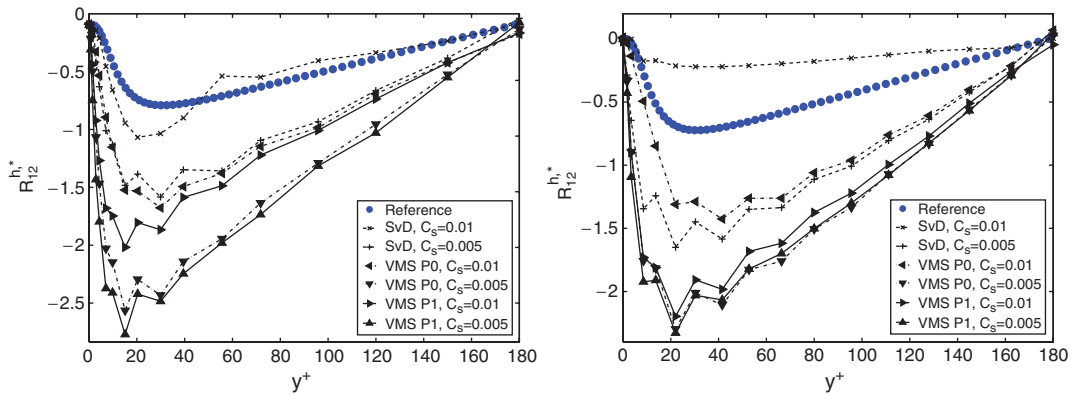 0
−0.5
−1
−1.5
−2
−2.5
R₁₂^{h,*}
0 20 40 60 80 100 120 140 160 180
y⁺
Reference
SvD, Cₛ=0.01
SvD, Cₛ=0.005
VMS P0, Cₛ=0.01
VMS P0, Cₛ=0.005
VMS P1, Cₛ=0.01
VMS P1, Cₛ=0.005
0
−0.5
−1
−1.5
−2
R₁₂^{h,*}
0 20 40 60 80 100 120 140 160 180
y⁺
Reference
SvD, Cₛ=0.01
SvD, Cₛ=0.005
VMS P0, Cₛ=0.01
VMS P0, Cₛ=0.005
VMS P1, Cₛ=0.01
VMS P1, Cₛ=0.005